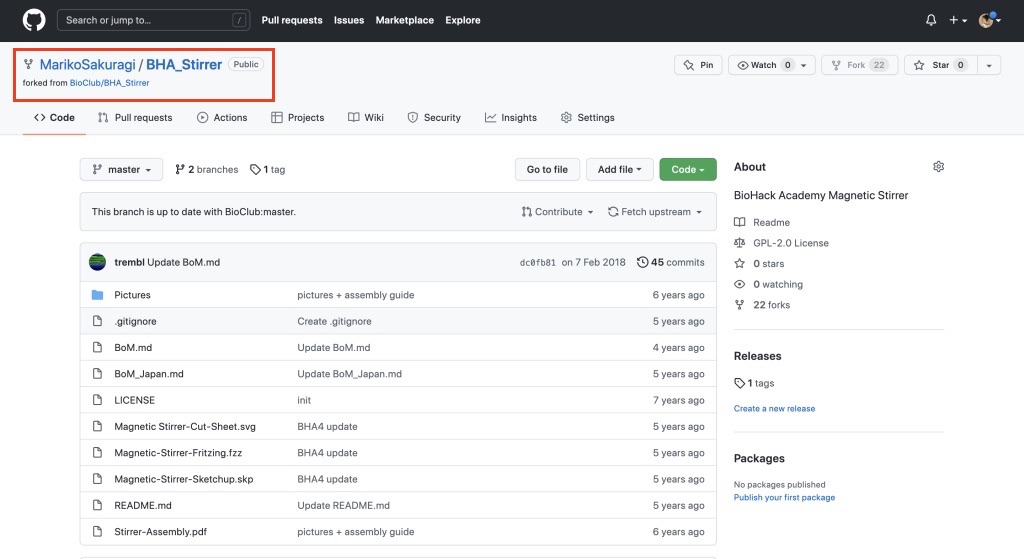 Search or jump to... /
Pull requests Issues Marketplace Explore
MarikoSakuragi / BHA_Stirrer Public
forked from BioClub/BHA_Stirrer
Pin Watch 0 Fork 22 Star 0
Code Pull requests Actions Projects Wiki Security Insights Settings
master 2 branches 1 tag Go to file Add file Code
This branch is up to date with BioClub:master. Contribute Fetch upstream
trembl Update BoM.md dc0fb81 on 7 Feb 2018 45 commits
Pictures pictures + assembly guide 6 years ago
.gitignore Create .gitignore 5 years ago
BoM.md Update BoM.md 4 years ago
BoM_Japan.md Update BoM_Japan.md 5 years ago
LICENSE init 7 years ago
Magnetic Stirrer-Cut-Sheet.svg BHA4 update 5 years ago
Magnetic-Stirrer-Fritzing.fzz BHA4 update 5 years ago
Magnetic-Stirrer-Sketchup.skp BHA4 update 5 years ago
README.md Update README.md 5 years ago
Stirrer-Assembly.pdf pictures + assembly guide 6 years ago
About
BioHack Academy Magnetic Stirrer
Readme
GPL-2.0 License
0 stars
0 watching
22 forks
Releases
1 tags
Create a new release
Packages
No packages published
Publish your first package